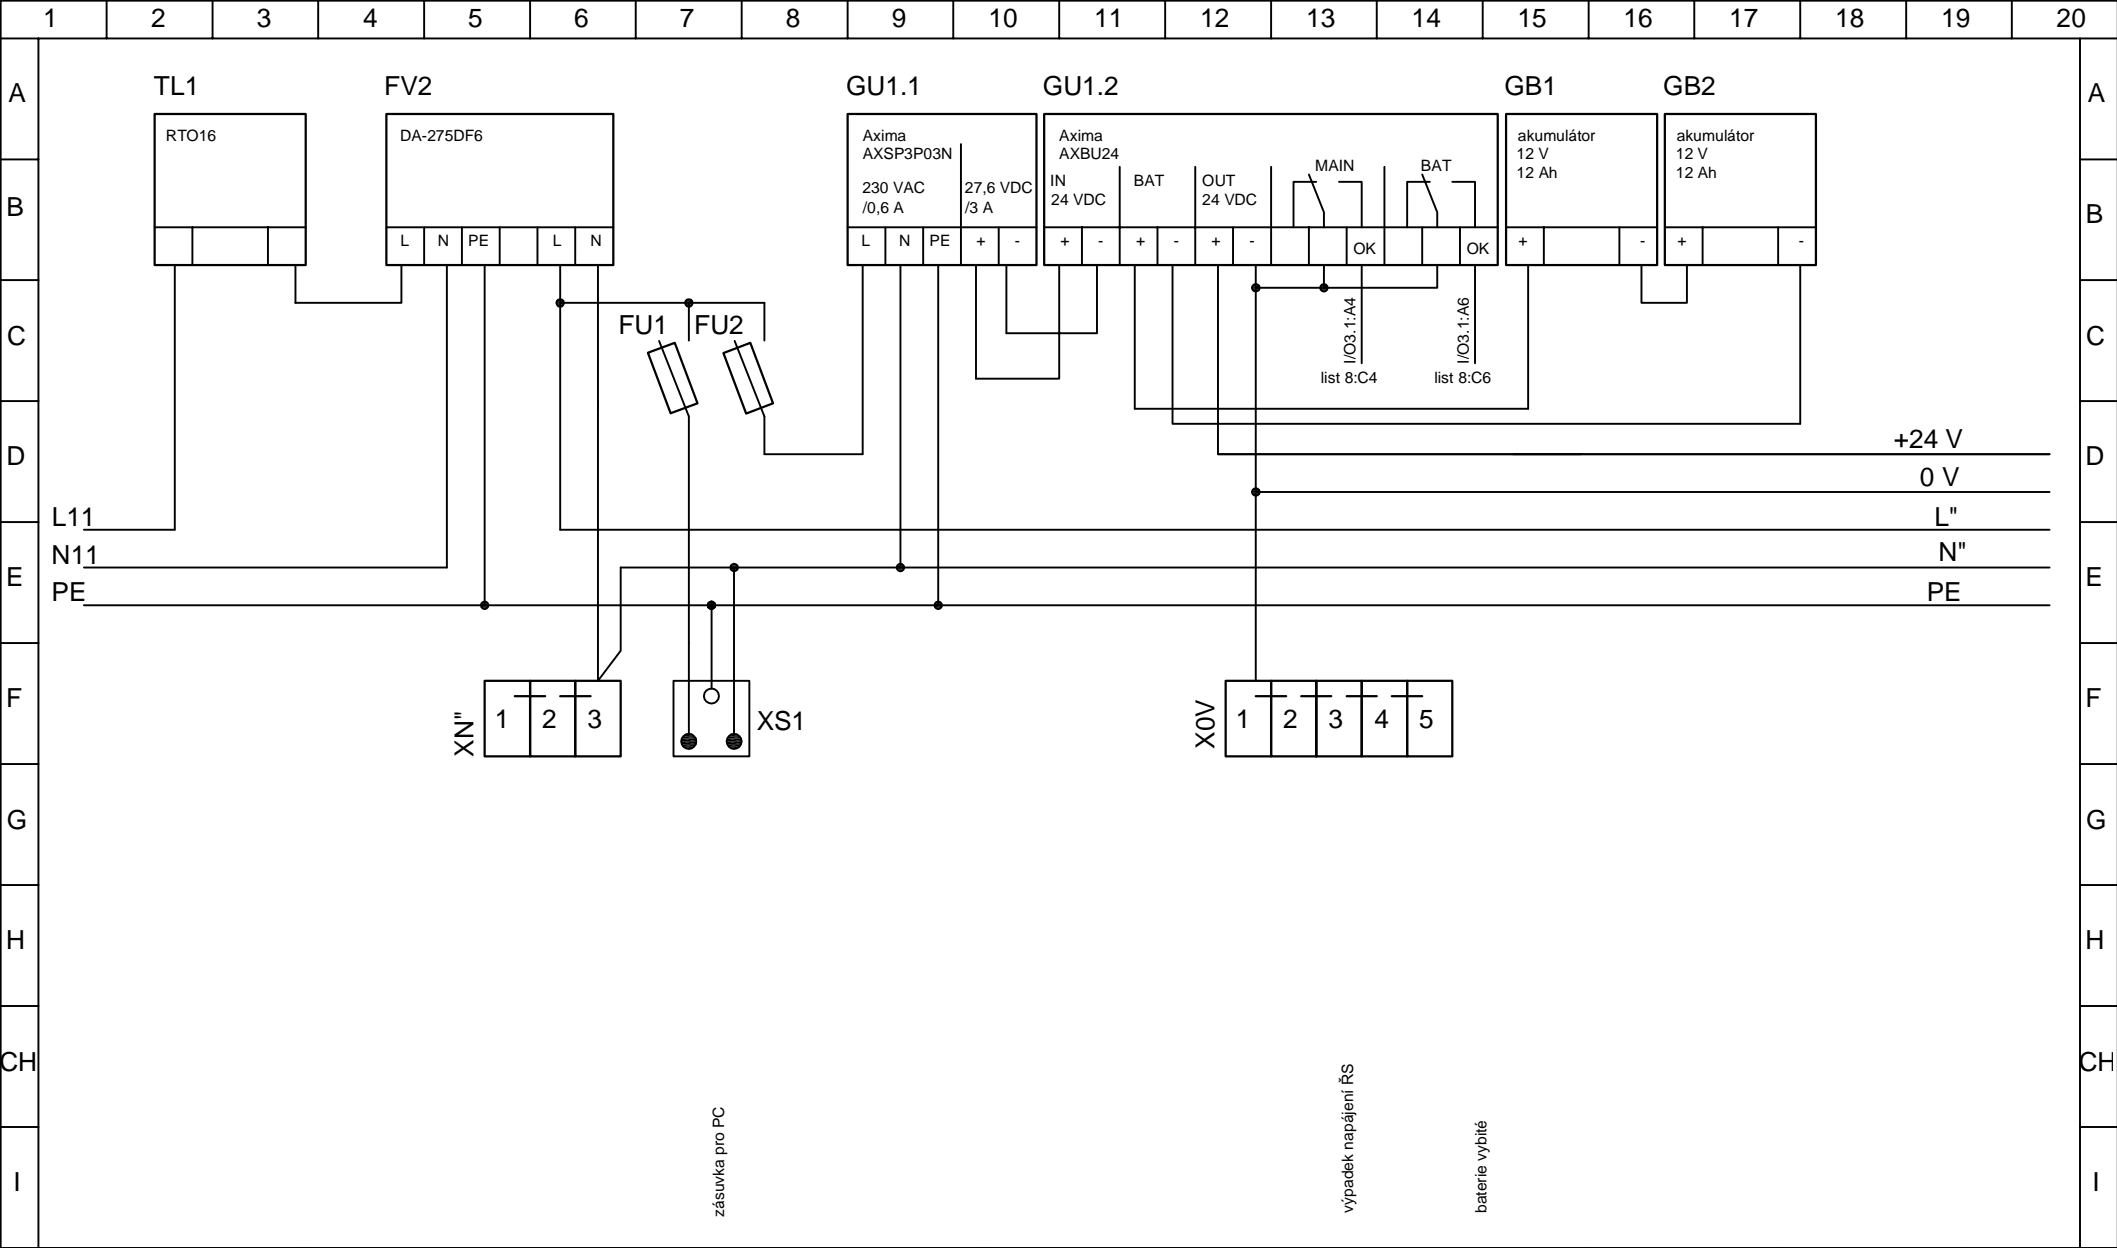 1 2 3 4 5 6 7 8 9 10 11 12 13 14 15 16 17 18 19 20
A A
TL1 FV2 GU1.1 GU1.2 GB1 GB2
RTO16
DA-275DF6
Axima
AXSP3P03N
230 VAC
/0,6 A
27,6 VDC
/3 A
Axima
AXBU24
IN
24 VDC
BAT
OUT
24 VDC
MAIN
BAT
akumulátor
12 V
12 Ah
akumulátor
12 V
12 Ah
B B
L N PE L N
L N PE + -
+ - + - + - OK OK
+ -
+ -
C C
FU1 FU2
I/O3.1:A4
I/O3.1:A6
list 8:C4
list 8:C6
D D
+24 V
0 V
L11
L"
N11
N"
E E
PE
PE
F F
XN"
1 2 3
XS1
X0V
1 2 3 4 5
G G
H H
CH CH
zásuvka pro PC
výpadek napájení ŘS
baterie vybité
I I